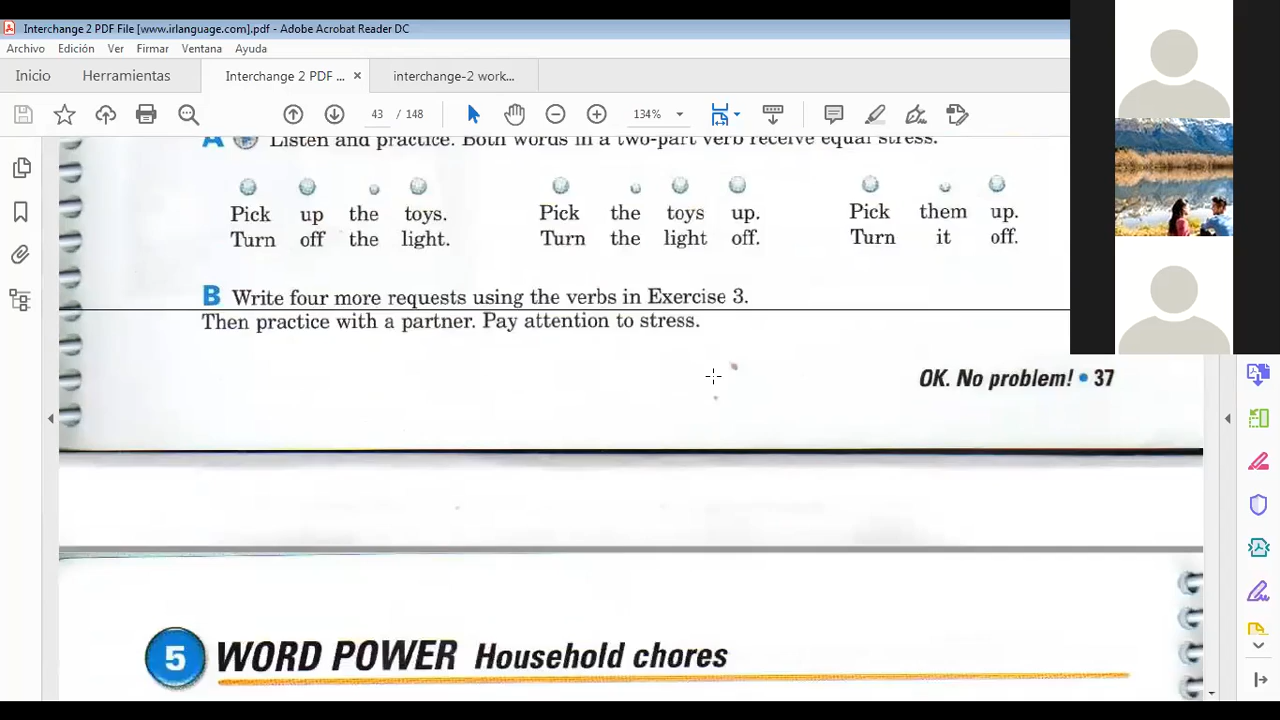 Interchange 2 PDF File [www.irlanguage.com].pdf - Adobe Acrobat Reader DC
Archivo Edición Ver Firmar Ventana Ayuda
Inicio Herramientas Interchange 2 PDF ... × interchange-2 work...
43 / 148 134%
A Listen and practice. Both words in a two-part verb receive equal stress.
Pick up the toys. Pick the toys up. Pick them up.
Turn off the light. Turn the light off. Turn it off.
B Write four more requests using the verbs in Exercise 3.
Then practice with a partner. Pay attention to stress.
OK. No problem! • 37
5 WORD POWER Household chores